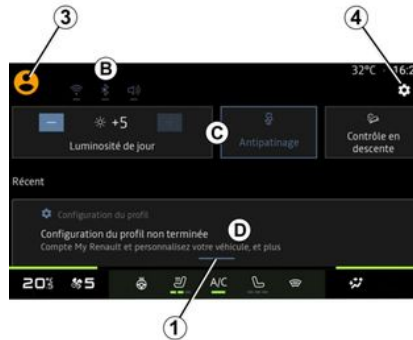 3
4
B
32°C
16:2
+5
C
Luminosité de jour
Antipatinage
Contrôle en
descente
Récent
Configuration du profil
Configuration du profil non terminée
D
Compte My Renault et personnalisez votre véhicule, et plus
5
A/C
1